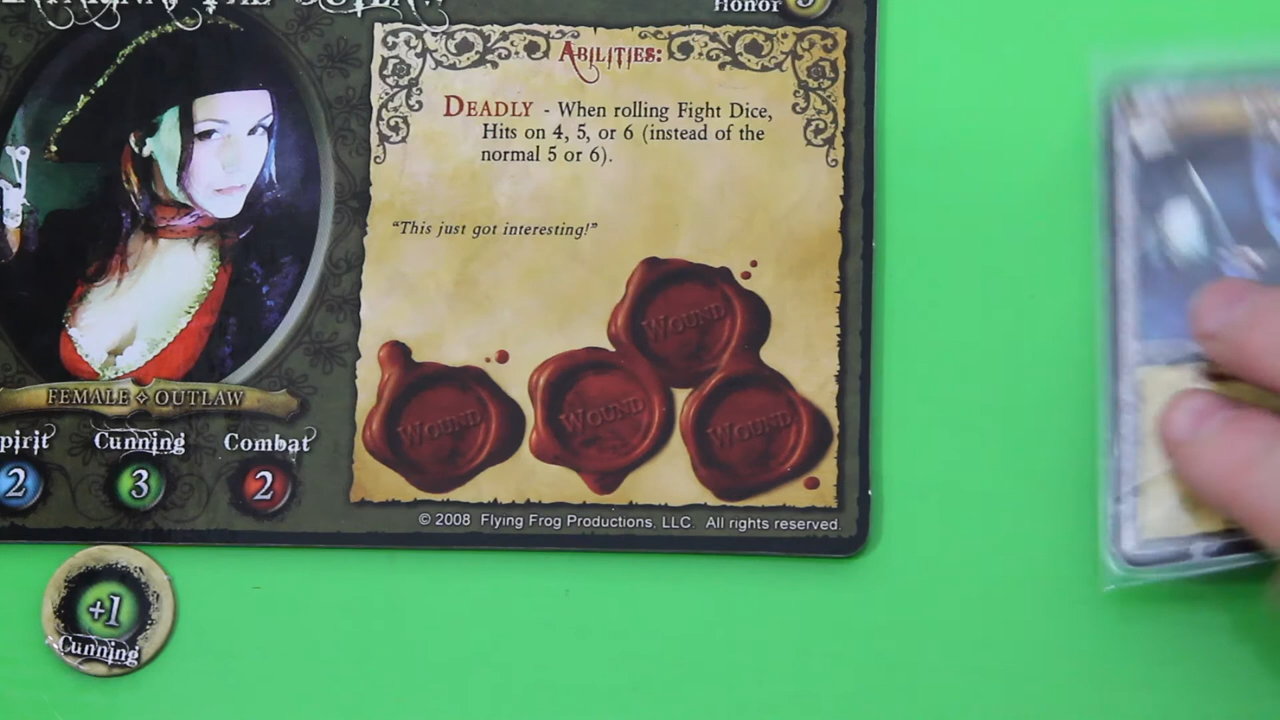 Outlaw
Honor
Abilities:
DEADLY - When rolling Fight Dice,
Hits on 4, 5, or 6 (instead of the
normal 5 or 6).
"This just got interesting!"
WOUND
WOUND
WOUND
WOUND
FEMALE ✧ OUTLAW
pirit Cunning Combat
2 3 2
© 2008 Flying Frog Productions, LLC. All rights reserved.
+1
Cunning